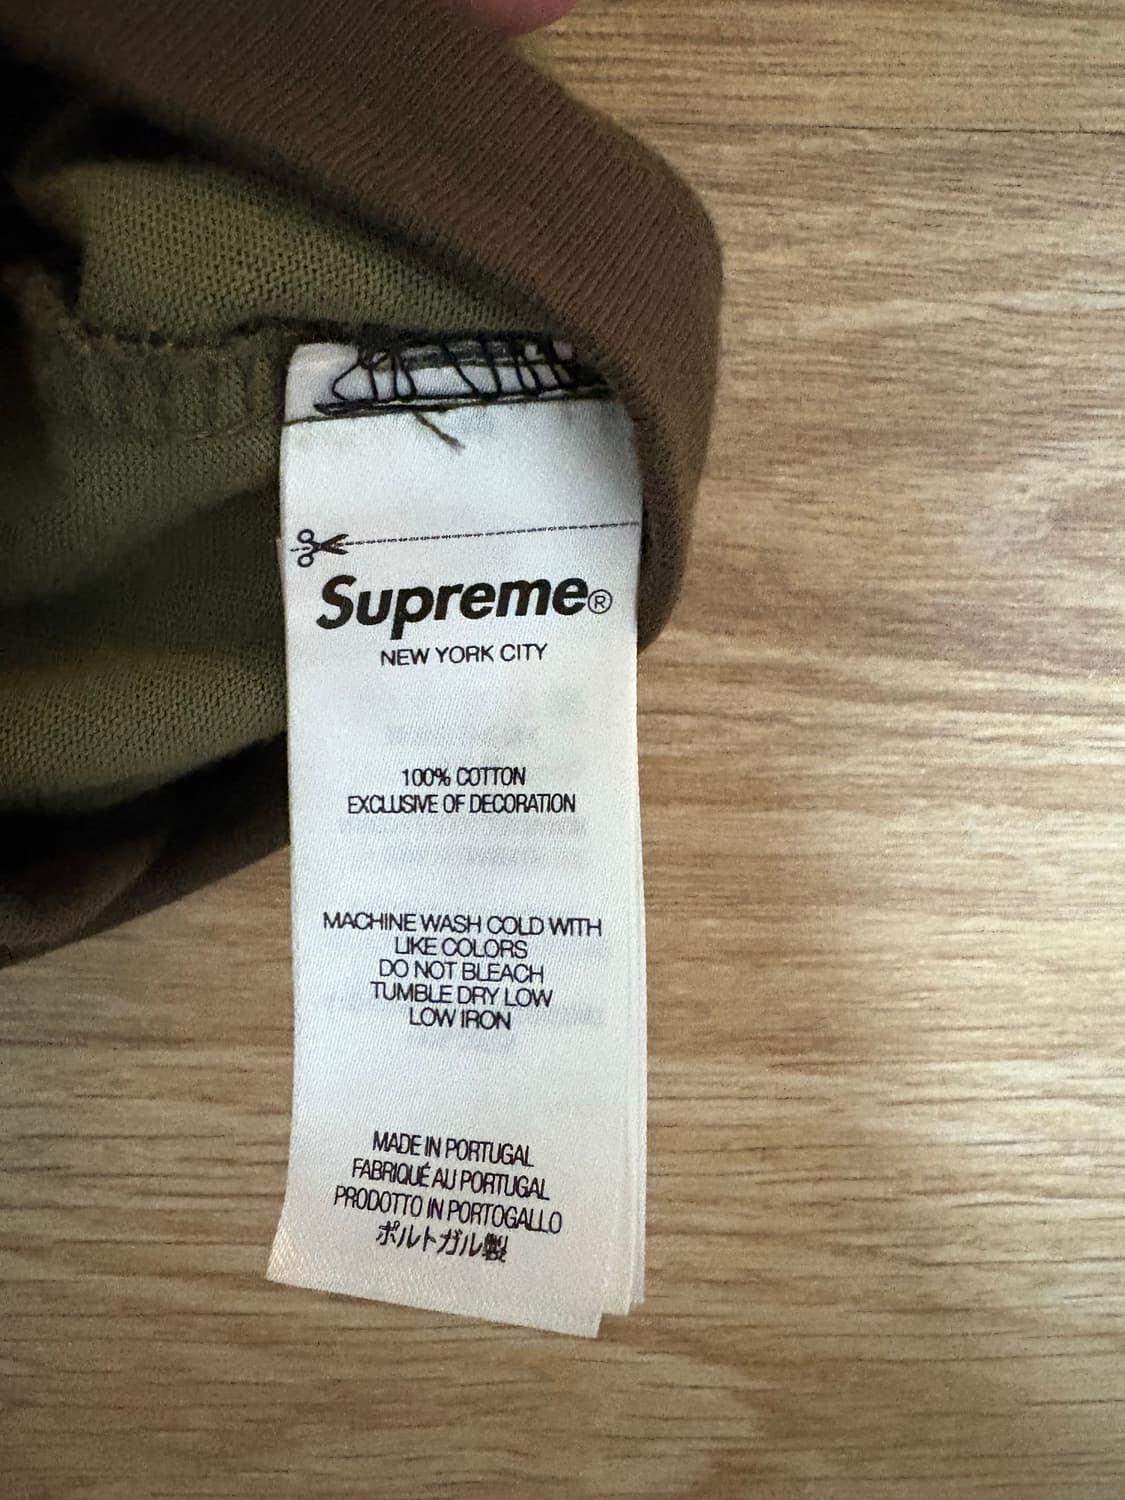 Supreme®
NEW YORK CITY
100% COTTON
EXCLUSIVE OF DECORATION
MACHINE WASH COLD WITH
LIKE COLORS
DO NOT BLEACH
TUMBLE DRY LOW
LOW IRON
MADE IN PORTUGAL
FABRIQUÉ AU PORTUGAL
PRODOTTO IN PORTOGALLO
ポルトガル製